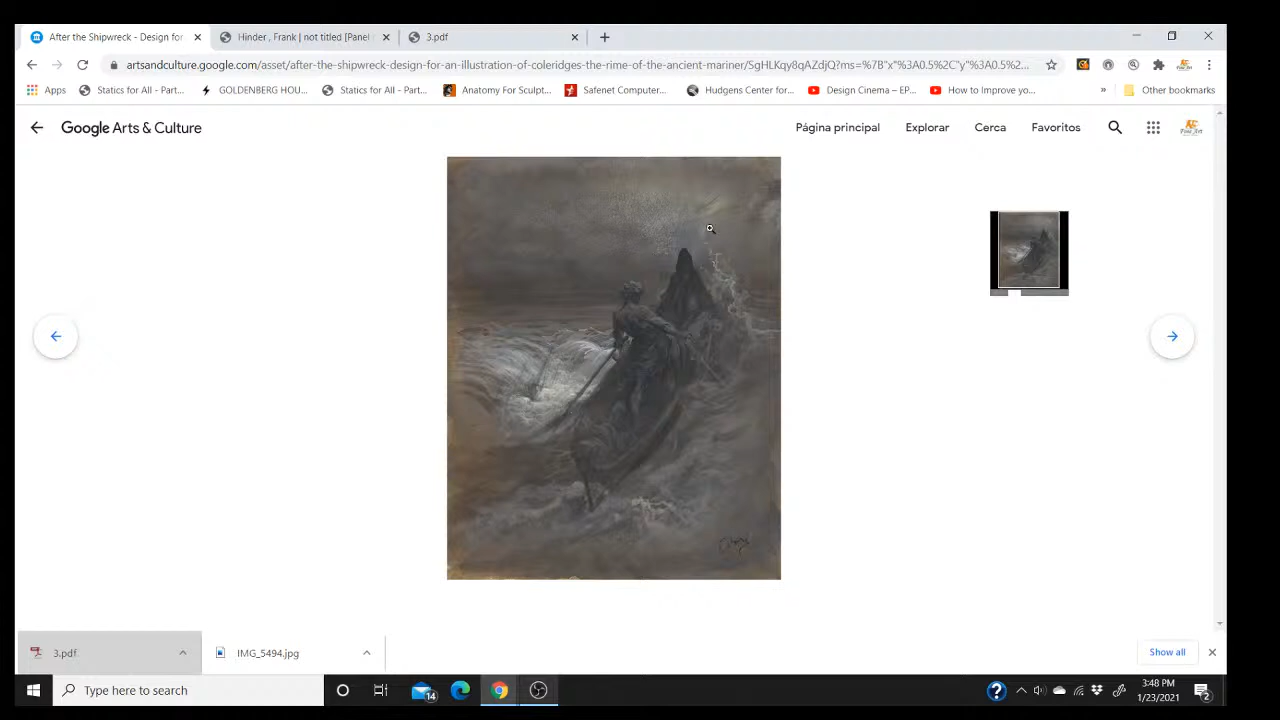 After the Shipwreck - Design for
Hinder , Frank | not titled [Panel
3.pdf
artsandculture.google.com/asset/after-the-shipwreck-design-for-an-illustration-of-coleridges-the-rime-of-the-ancient-mariner/SgHLKQy8qAZdjQ?ms=%7B"x"%3A0.5%2C"y"%3A0.5%2...
Apps
Statics for All - Part...
GOLDENBERG HOU...
Statics for All - Part...
Anatomy For Sculpt...
Safenet Computer...
Hudgens Center for...
Design Cinema – EP...
How to Improve yo...
»
Other bookmarks
Google Arts & Culture
Página principal
Explorar
Cerca
Favoritos
3.pdf
IMG_5494.jpg
Show all
Type here to search
14
3:48 PM
1/23/2021
2